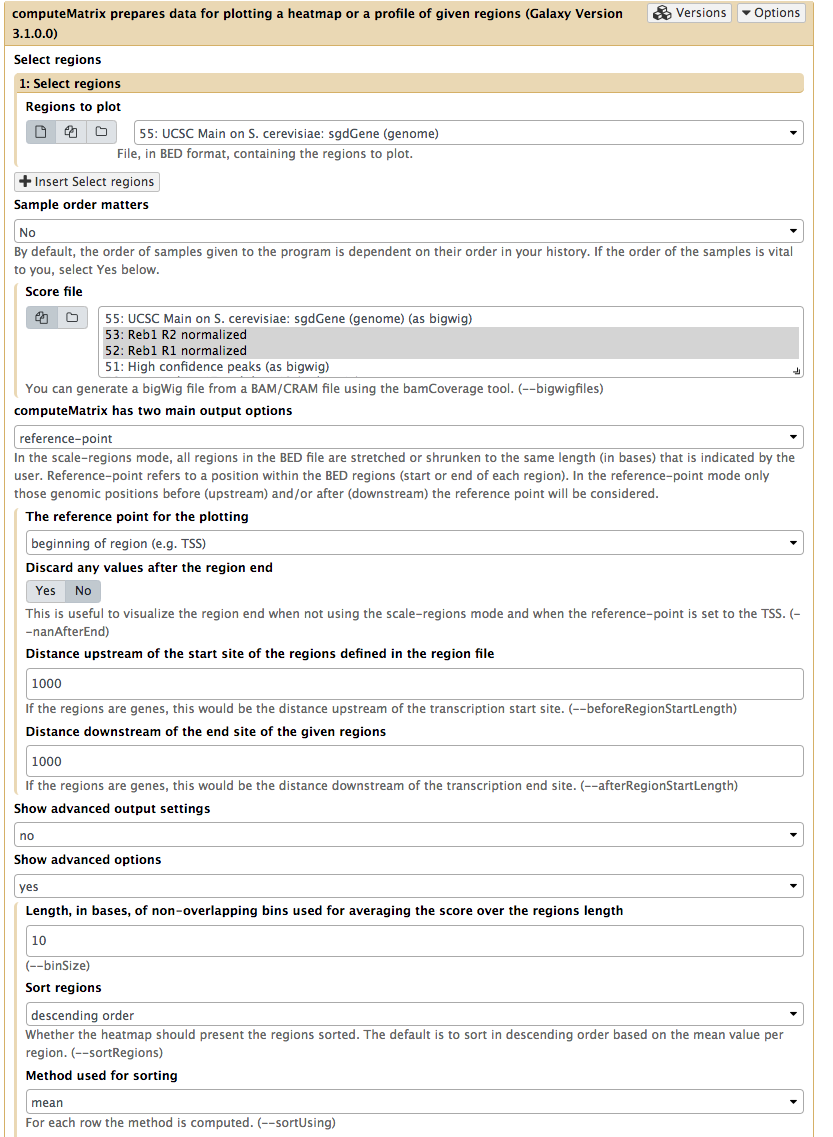 computeMatrix prepares data for plotting a heatmap or a profile of given regions (Galaxy Version
3.1.0.0)
Versions
Options
Select regions
1: Select regions
Regions to plot
55: UCSC Main on S. cerevisiae: sgdGene (genome)
File, in BED format, containing the regions to plot.
Insert Select regions
Sample order matters
No
By default, the order of samples given to the program is dependent on their order in your history. If the order of the samples is vital
to you, select Yes below.
Score file
55: UCSC Main on S. cerevisiae: sgdGene (genome) (as bigwig)
53: Reb1 R2 normalized
52: Reb1 R1 normalized
51: High confidence peaks (as bigwig)
You can generate a bigWig file from a BAM/CRAM file using the bamCoverage tool. (--bigwigfiles)
computeMatrix has two main output options
reference-point
In the scale-regions mode, all regions in the BED file are stretched or shrunken to the same length (in bases) that is indicated by the
user. Reference-point refers to a position within the BED regions (start or end of each region). In the reference-point mode only
those genomic positions before (upstream) and/or after (downstream) the reference point will be considered.
The reference point for the plotting
beginning of region (e.g. TSS)
Discard any values after the region end
Yes No
This is useful to visualize the region end when not using the scale-regions mode and when the reference-point is set to the TSS. (-
-nanAfterEnd)
Distance upstream of the start site of the regions defined in the region file
1000
If the regions are genes, this would be the distance upstream of the transcription start site. (--beforeRegionStartLength)
Distance downstream of the end site of the given regions
1000
If the regions are genes, this would be the distance downstream of the transcription end site. (--afterRegionStartLength)
Show advanced output settings
no
Show advanced options
yes
Length, in bases, of non-overlapping bins used for averaging the score over the regions length
10
(--binSize)
Sort regions
descending order
Whether the heatmap should present the regions sorted. The default is to sort in descending order based on the mean value per
region. (--sortRegions)
Method used for sorting
mean
For each row the method is computed. (--sortUsing)